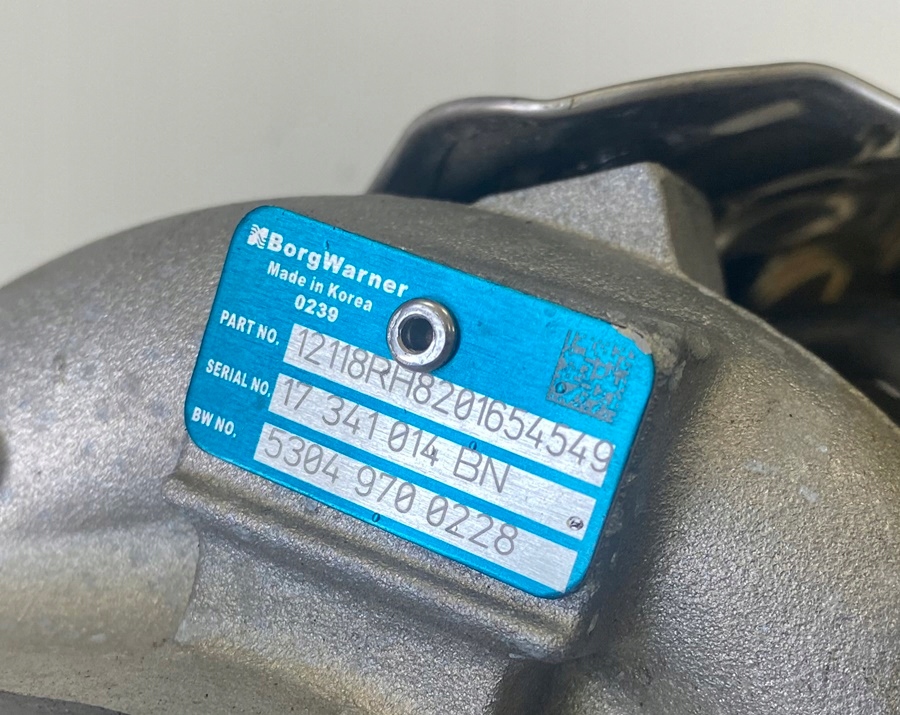 BorgWarner
Made in Korea
0239
PART NO. 12118RH8201654549
SERIAL NO. 17 341 014 BN
BW NO. 5304 970 0228